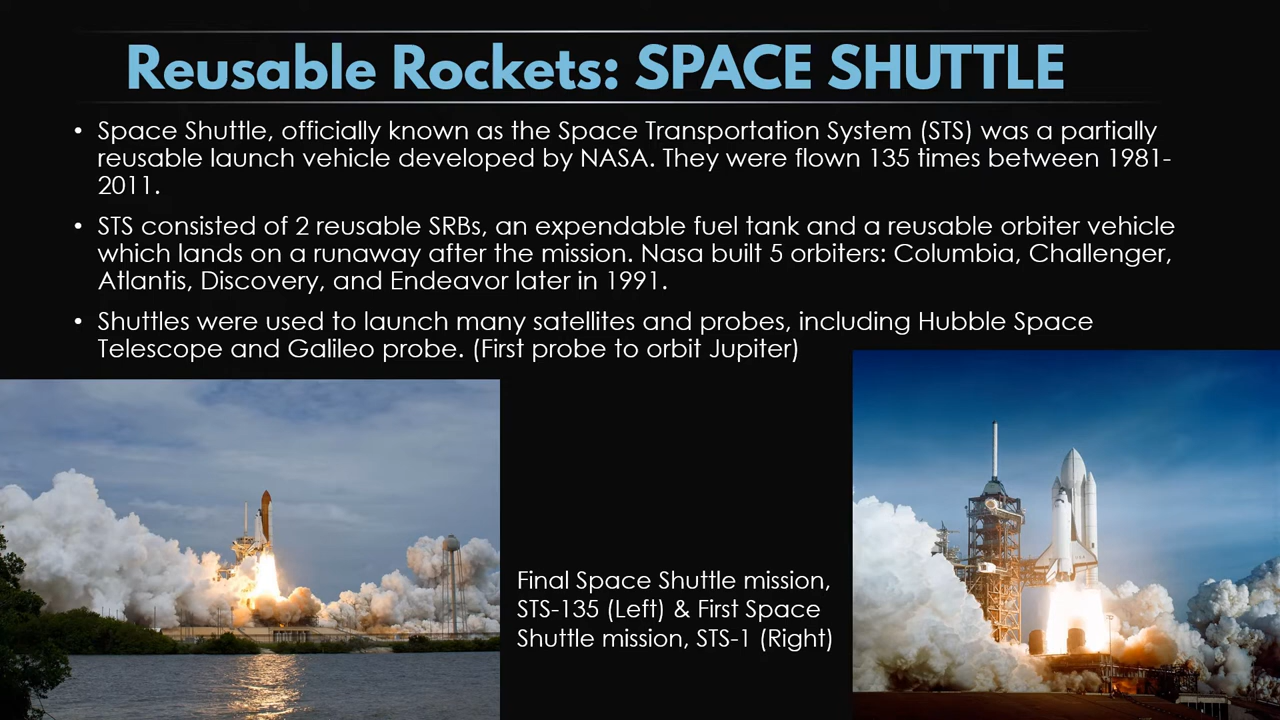 Reusable Rockets: SPACE SHUTTLE
• Space Shuttle, officially known as the Space Transportation System (STS) was a partially
reusable launch vehicle developed by NASA. They were flown 135 times between 1981-
2011.
• STS consisted of 2 reusable SRBs, an expendable fuel tank and a reusable orbiter vehicle
which lands on a runaway after the mission. Nasa built 5 orbiters: Columbia, Challenger,
Atlantis, Discovery, and Endeavor later in 1991.
• Shuttles were used to launch many satellites and probes, including Hubble Space
Telescope and Galileo probe. (First probe to orbit Jupiter)
Final Space Shuttle mission,
STS-135 (Left) & First Space
Shuttle mission, STS-1 (Right)